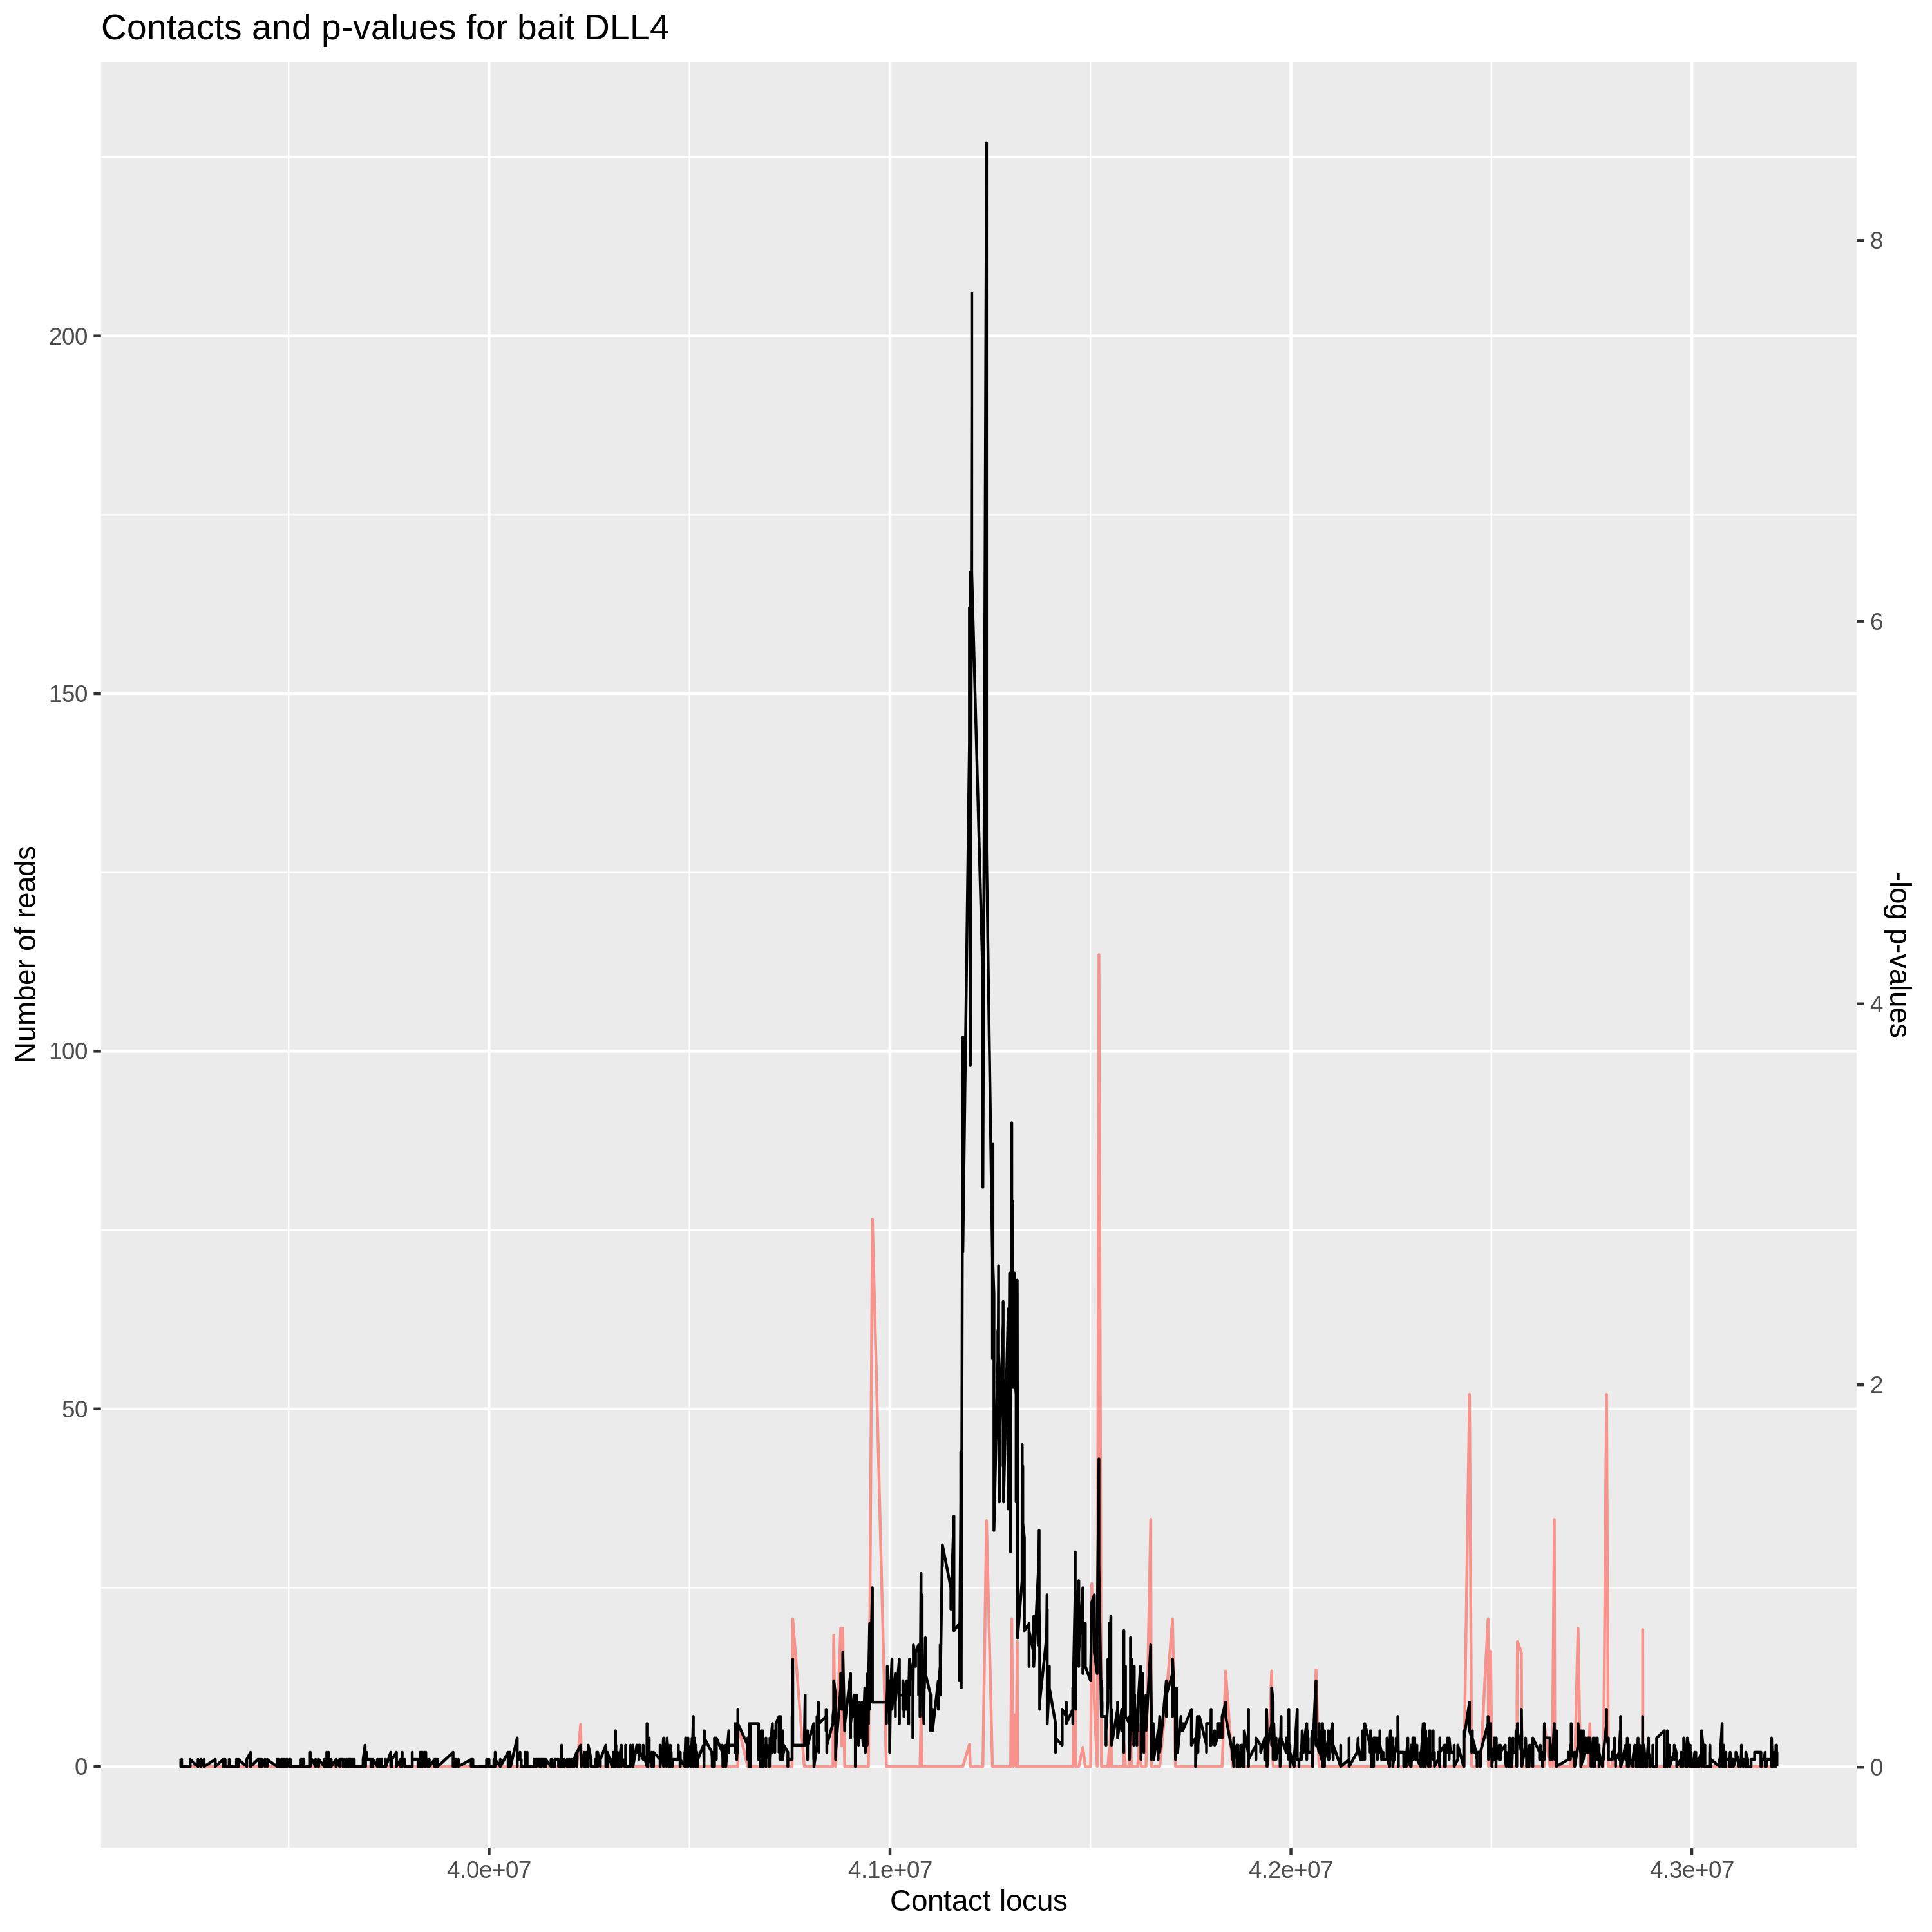 Contacts and p-values for bait DLL4
Number of reads
200
150
100
50
0
8
6
4
2
0
-log p-values
4.0e+07
4.1e+07
4.2e+07
4.3e+07
Contact locus